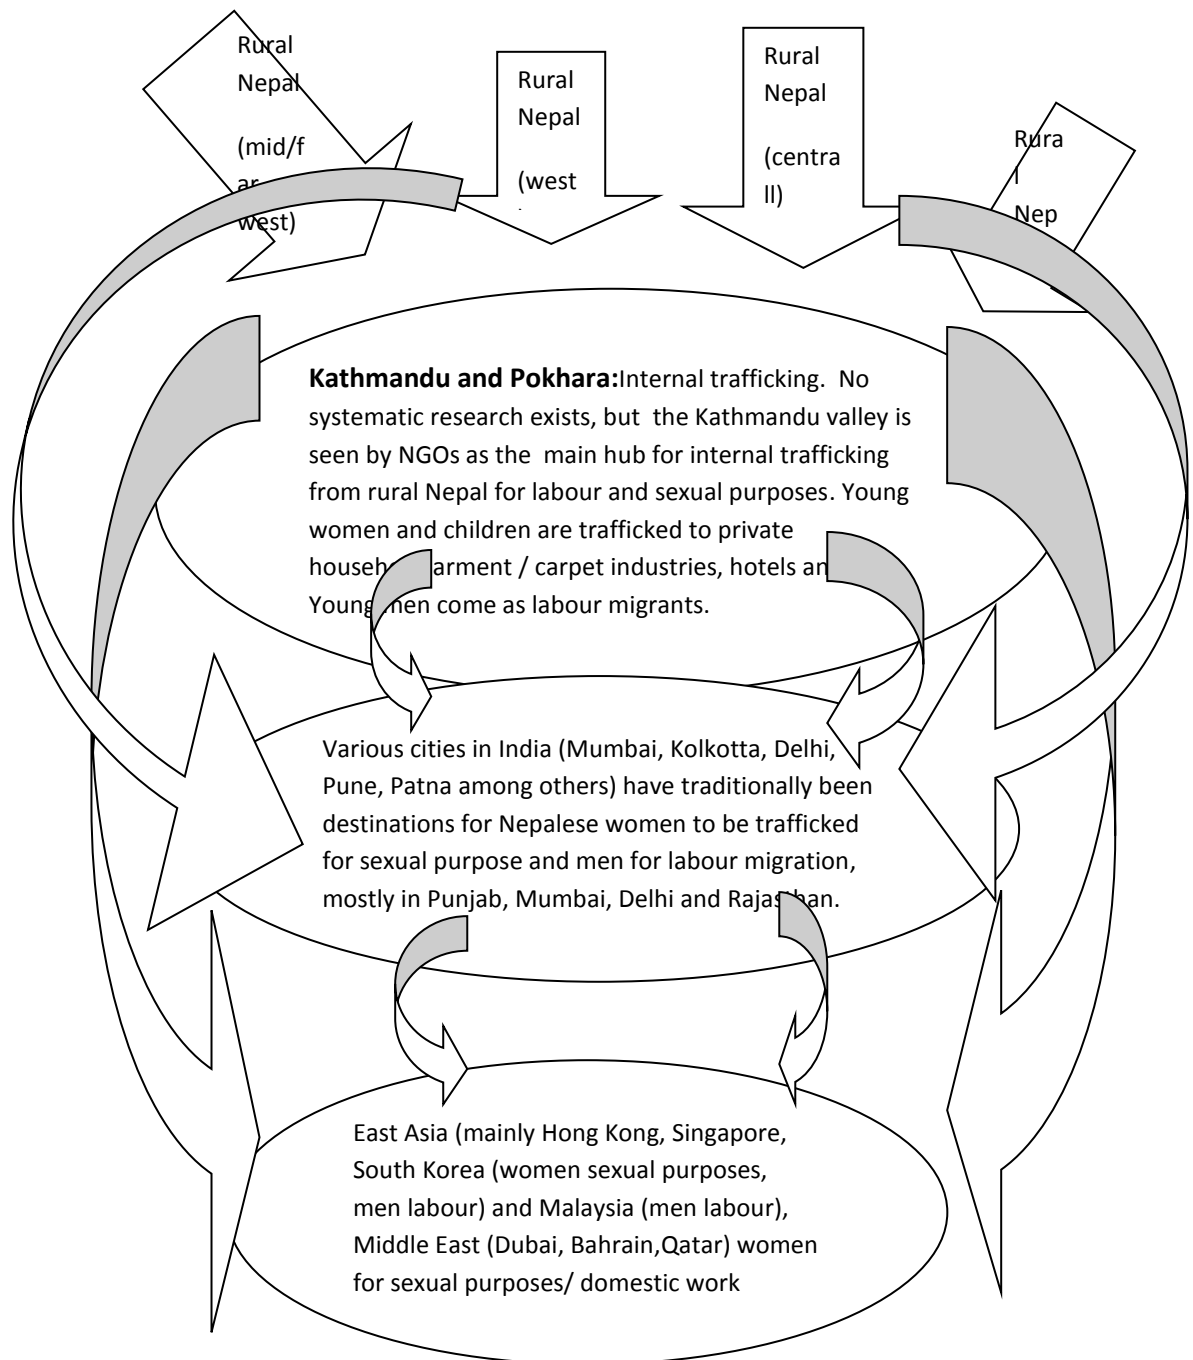 Rural
Nepal
(mid/f
ar
west)
Rural
Nepal
(west
Rural
Nepal
(centra
ll)
Rura
l
Nep
Kathmandu and Pokhara:Internal trafficking. No
systematic research exists, but the Kathmandu valley is
seen by NGOs as the main hub for internal trafficking
from rural Nepal for labour and sexual purposes. Young
women and children are trafficked to private
arment / carpet industries, hotels
Young men come as labour migrants.
Various cities in India (Mumbai, Kolkotta, Delhi,
Pune, Patna among others) have traditionally been
destinations for Nepalese women to be trafficked
for sexual purpose and men for labour migration,
mostly in Punjab, Mumbai, Delhi and Rajasthan.
East Asia (mainly Hong Kong, Singapore,
South Korea (women sexual purposes,
men labour) and Malaysia (men labour),
Middle East (Dubai, Bahrain,Qatar) women
for sexual purposes/ domestic work